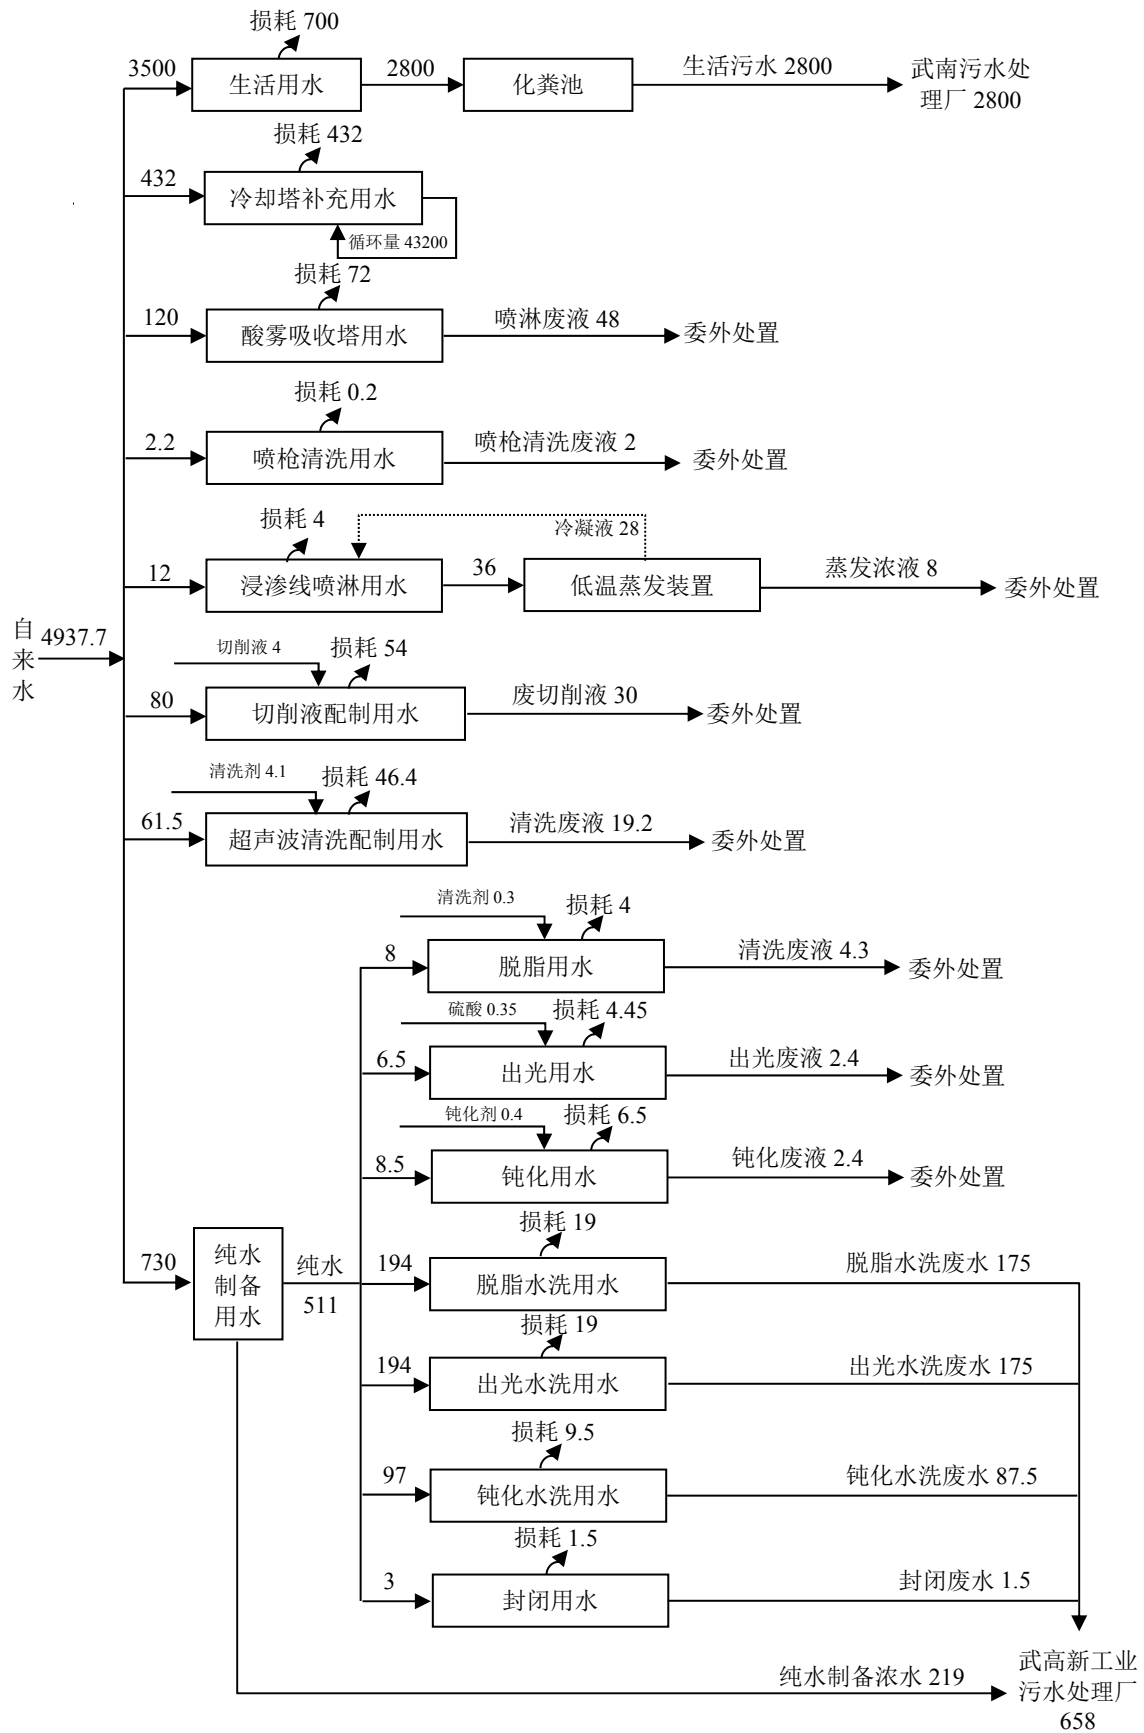 损耗 700
3500
生活用水
2800
化粪池
生活污水 2800
武南污水处
理厂 2800
损耗 432
432
冷却塔补充用水
循环量 43200
损耗 72
120
酸雾吸收塔用水
喷淋废液 48
委外处置
损耗 0.2
2.2
喷枪清洗用水
喷枪清洗废液 2
委外处置
损耗 4
冷凝液 28
12
浸渗线喷淋用水
36
低温蒸发装置
蒸发浓液 8
委外处置
自
来
水
4937.7
切削液 4
损耗 54
80
切削液配制用水
废切削液 30
委外处置
清洗剂 4.1
损耗 46.4
61.5
超声波清洗配制用水
清洗废液 19.2
委外处置
清洗剂 0.3
损耗 4
8
脱脂用水
清洗废液 4.3
委外处置
硫酸 0.35
损耗 4.45
6.5
出光用水
出光废液 2.4
委外处置
钝化剂 0.4
损耗 6.5
8.5
钝化用水
钝化废液 2.4
委外处置
730
纯水
制备
用水
纯水
511
损耗 19
194
脱脂水洗用水
脱脂水洗废水 175
损耗 19
194
出光水洗用水
出光水洗废水 175
损耗 9.5
97
钝化水洗用水
钝化水洗废水 87.5
损耗 1.5
3
封闭用水
封闭废水 1.5
纯水制备浓水 219
武高新工业
污水处理厂
658